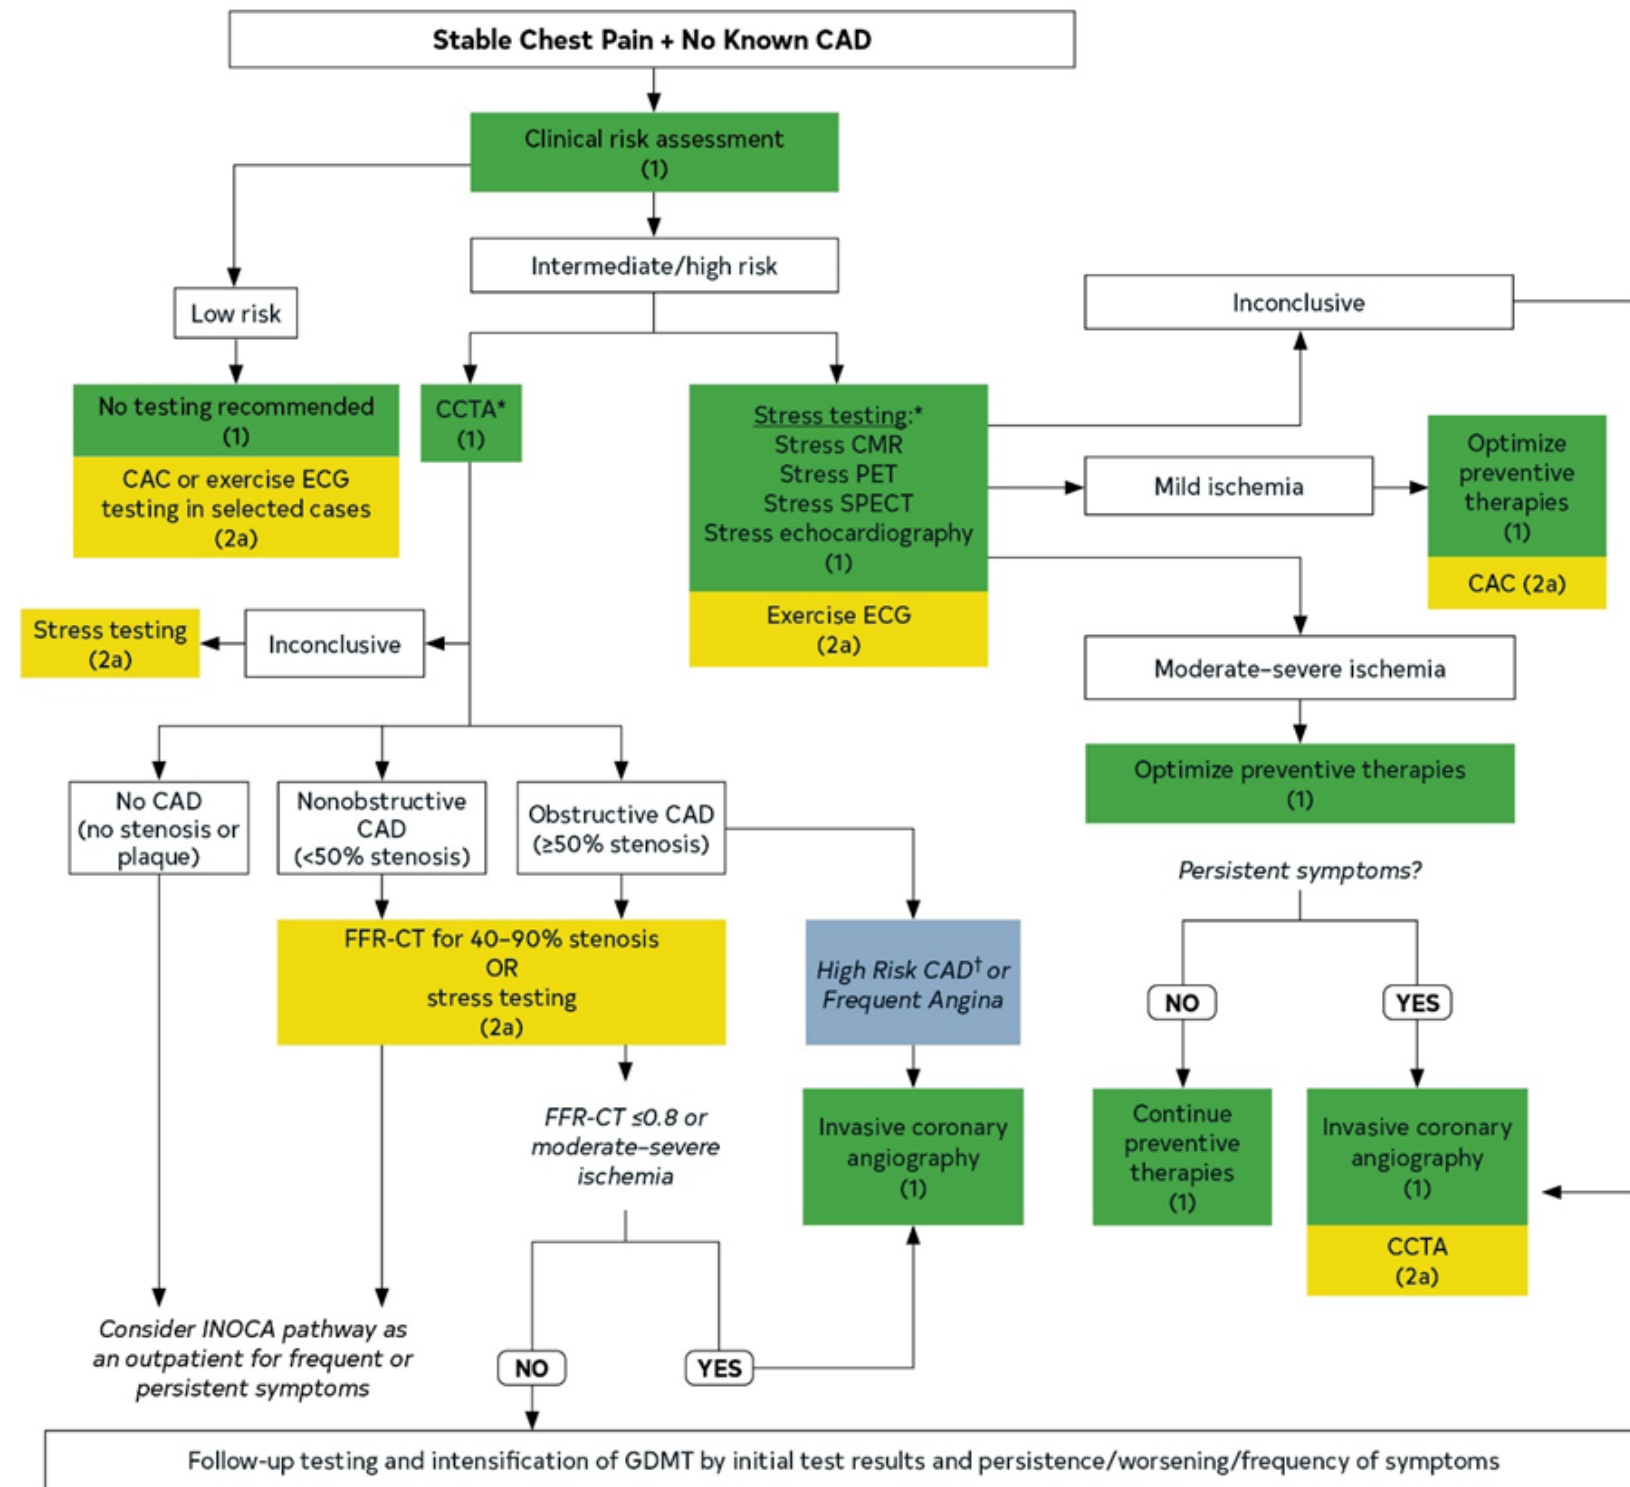 Stable Chest Pain + No Known CAD
Clinical risk assessment
(1)
Intermediate/high risk
Low risk
No testing recommended
(1)
CAC or exercise ECG
testing in selected cases
(2a)
CCTA*
(1)
Stress testing:*
Stress CMR
Stress PET
Stress SPECT
Stress echocardiography
(1)
Exercise ECG
(2a)
Inconclusive
Mild ischemia
Optimize
preventive
therapies
(1)
CAC (2a)
Moderate–severe ischemia
Optimize preventive therapies
(1)
Persistent symptoms?
NO
YES
Continue
preventive
therapies
(1)
Invasive coronary
angiography
(1)
CCTA
(2a)
Inconclusive
Stress testing
(2a)
No CAD
(no stenosis or
plaque)
Nonobstructive
CAD
(<50% stenosis)
Obstructive CAD
(≥50% stenosis)
FFR-CT for 40–90% stenosis
OR
stress testing
(2a)
High Risk CAD† or
Frequent Angina
FFR-CT ≤0.8 or
moderate–severe
ischemia
Invasive coronary
angiography
(1)
NO
YES
Consider INOCA pathway as
an outpatient for frequent or
persistent symptoms
Follow-up testing and intensification of GDMT by initial test results and persistence/worsening/frequency of symptoms